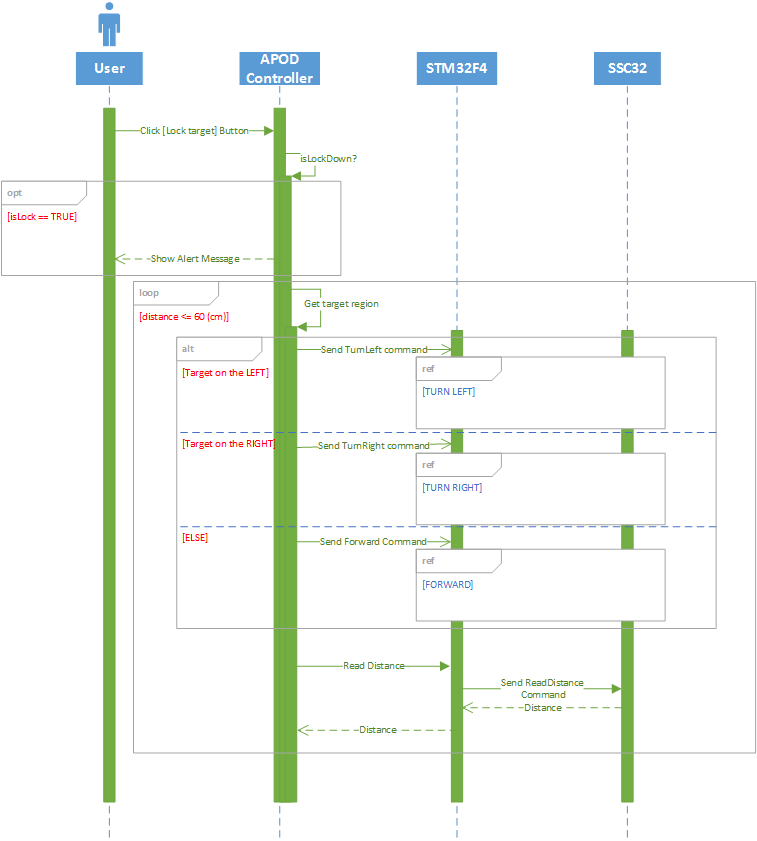 User
APOD
Controller
STM32F4
SSC32
Click [Lock target] Button
isLockDown?
opt
[isLock == TRUE]
Show Alert Message
loop
[distance <= 60 (cm)]
Get target region
alt
[Target on the LEFT]
Send TurnLeft command
ref
[TURN LEFT]
[Target on the RIGHT]
Send TurnRight command
ref
[TURN RIGHT]
[ELSE]
Send Forward Command
ref
[FORWARD]
Read Distance
Send ReadDistance
Command
Distance
Distance